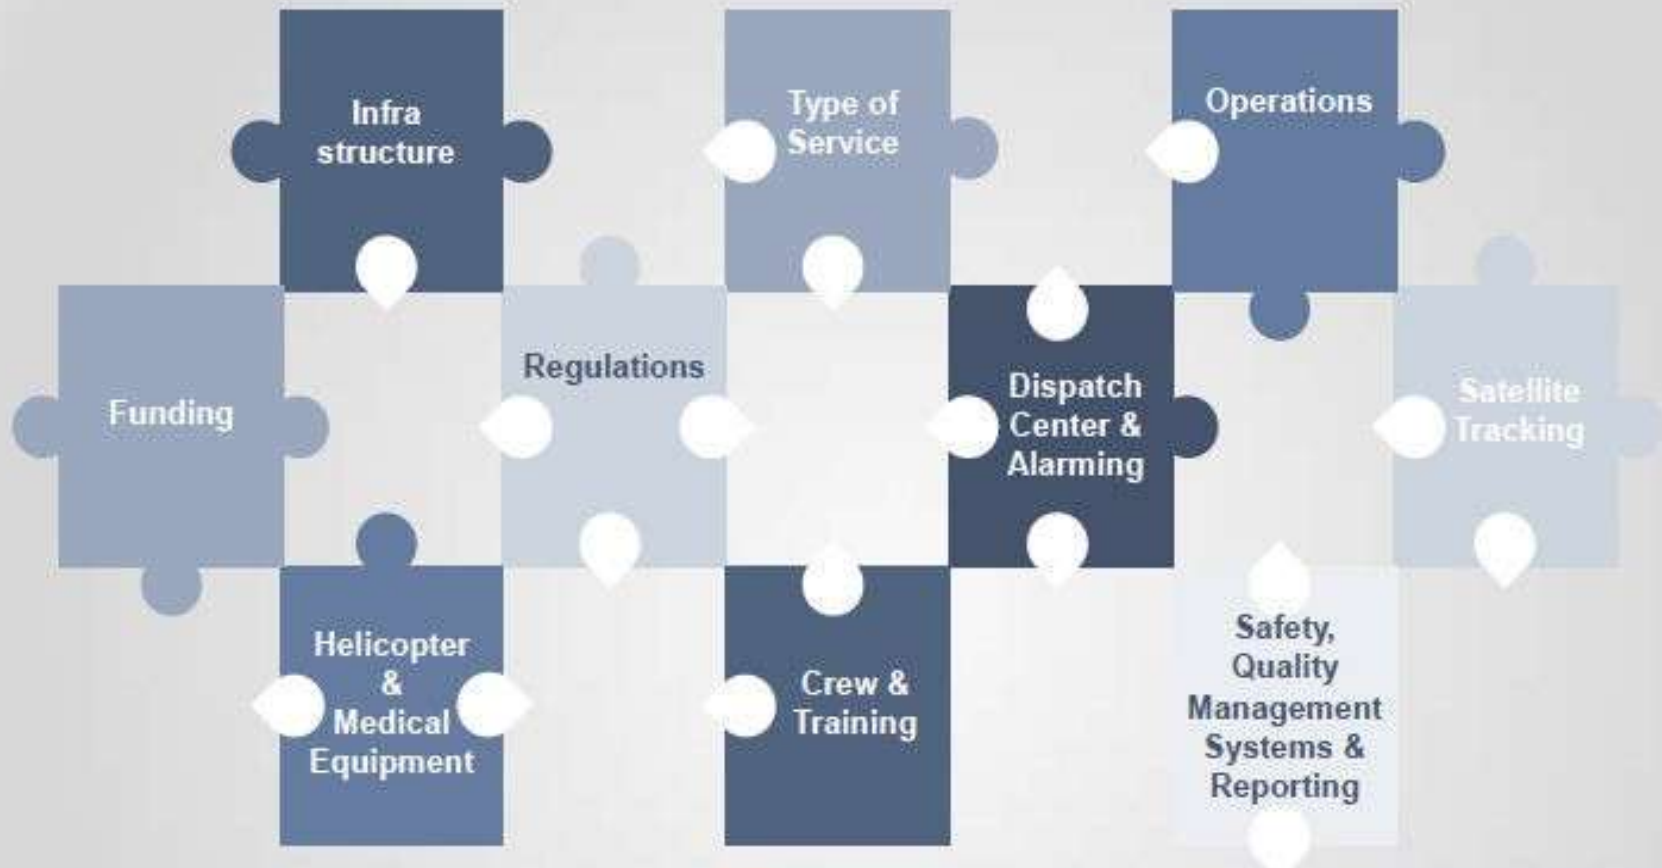 Infra
structure
Type of
Service
Operations
Funding
Regulations
Dispatch
Center &
Alarming
Satellite
Tracking
Helicopter
&
Medical
Equipment
Crew &
Training
Safety,
Quality
Management
Systems &
Reporting